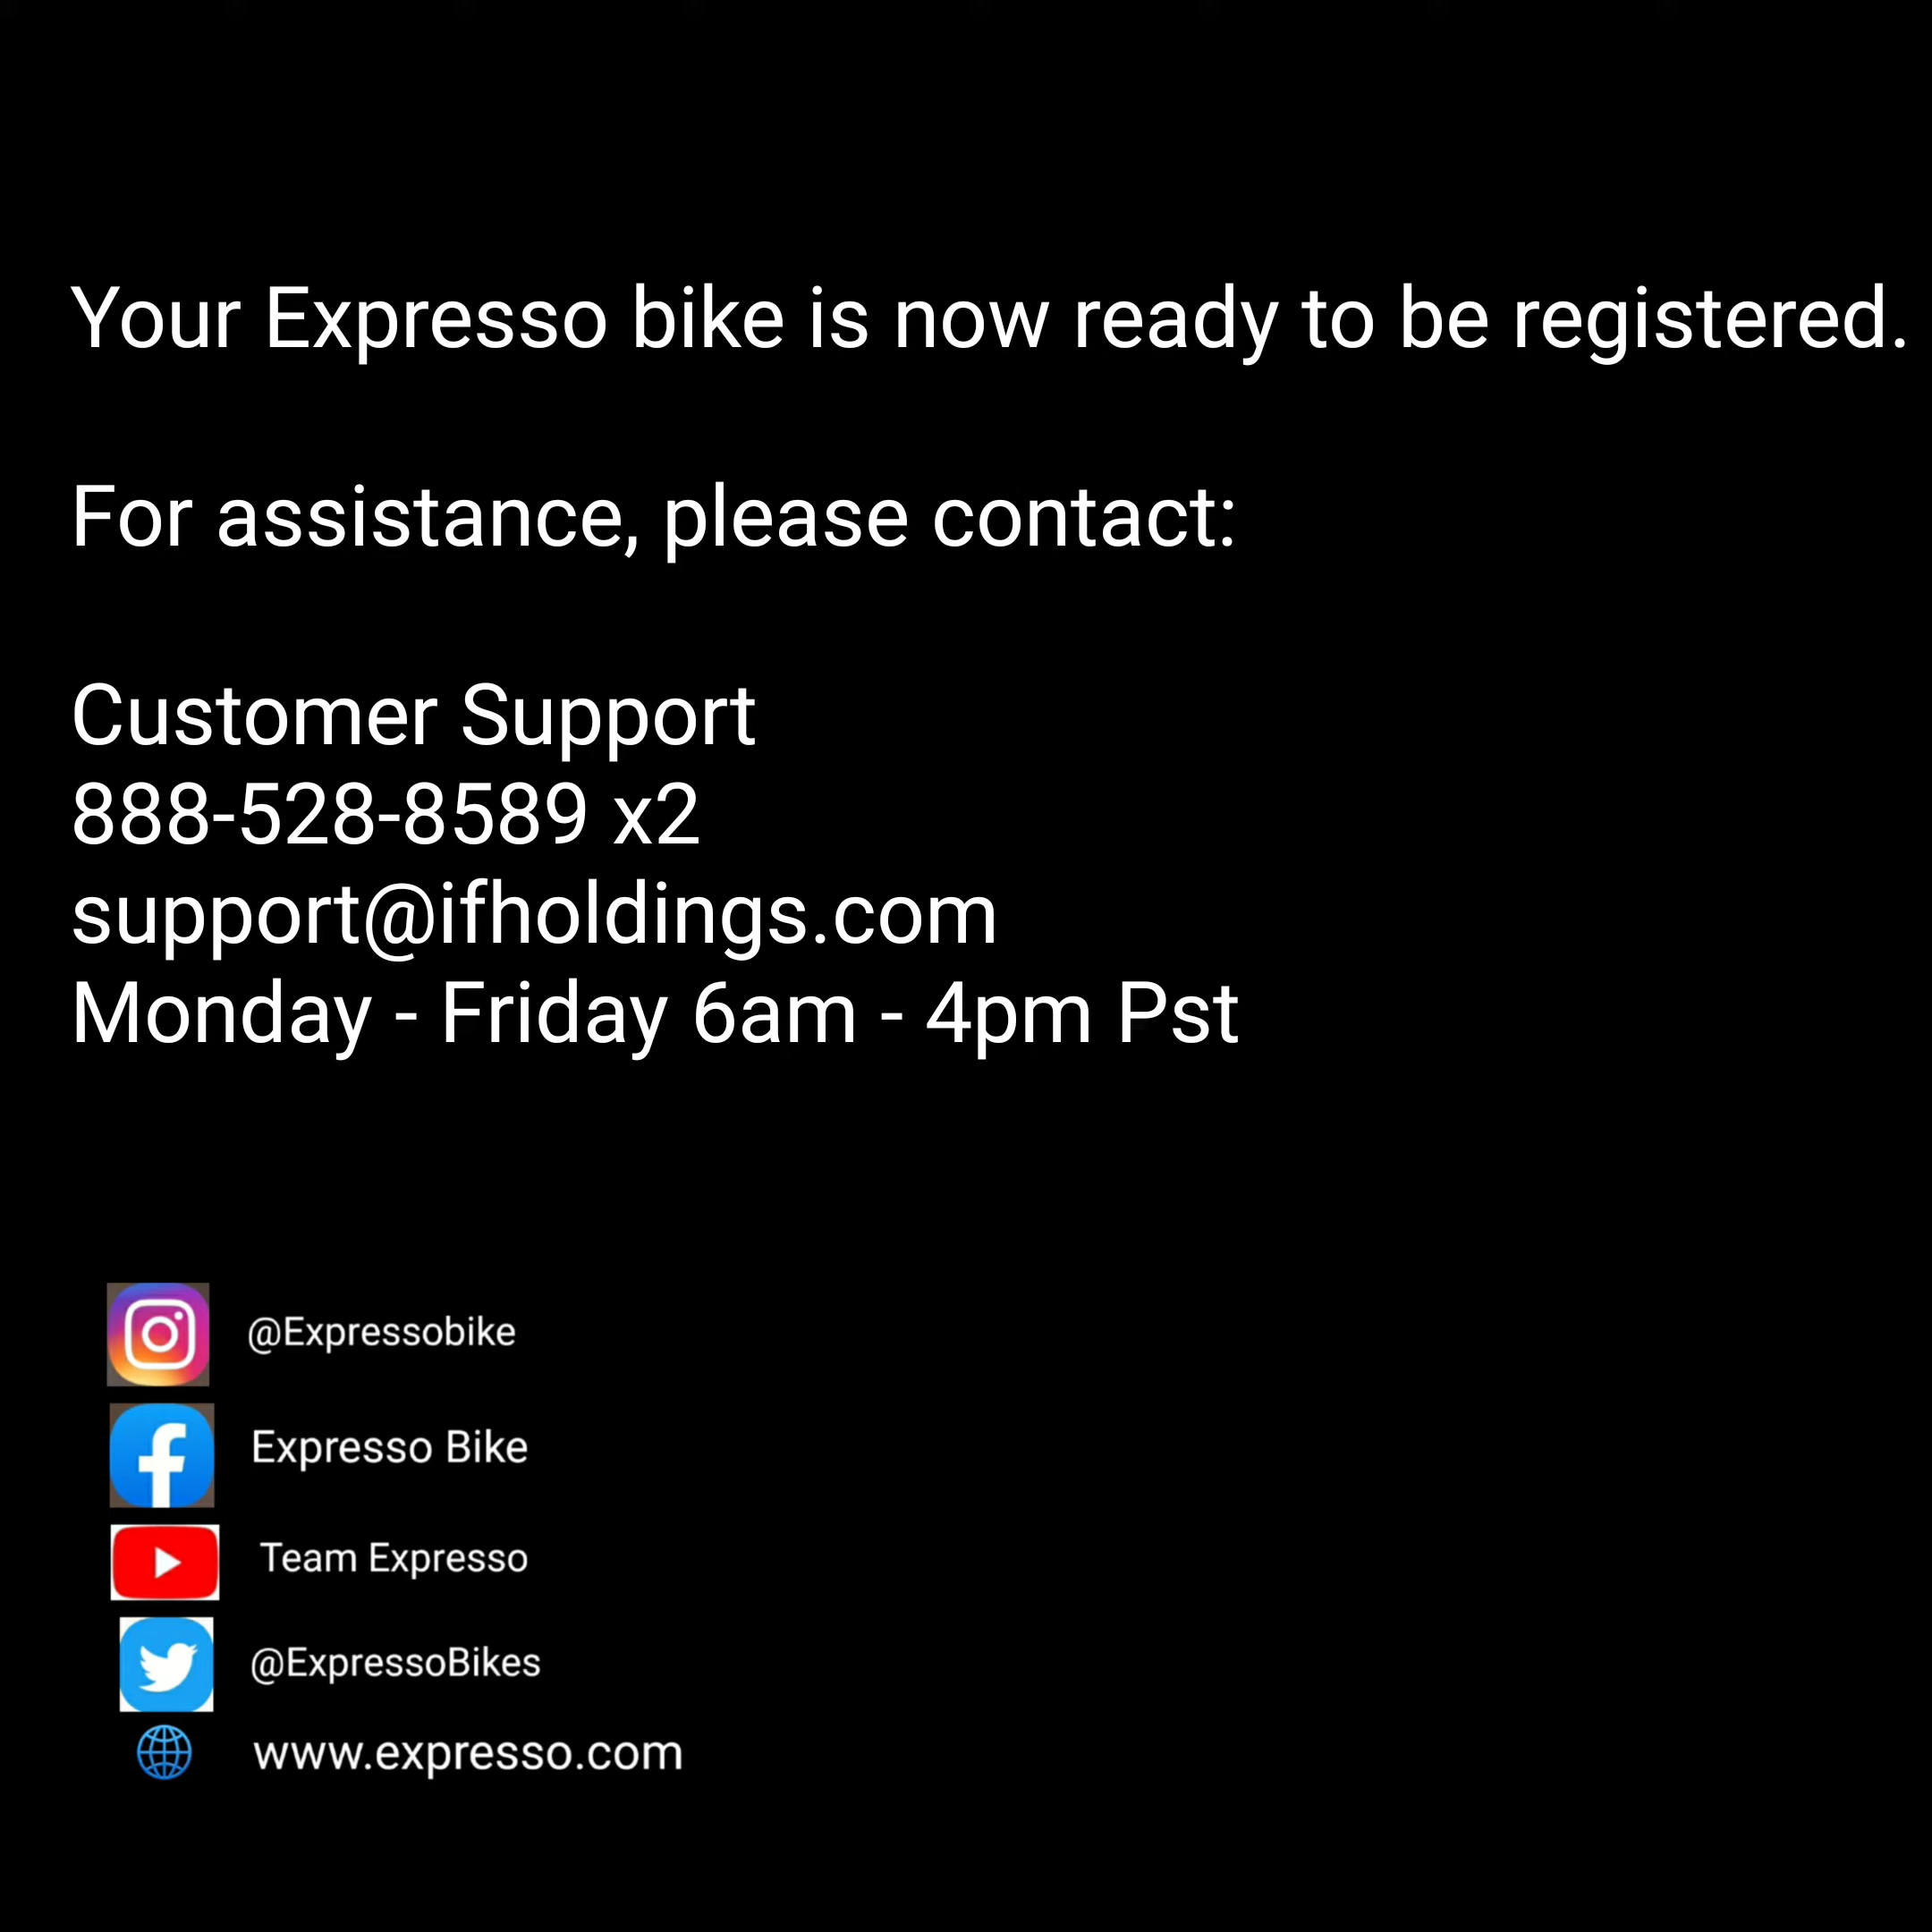 Your Expresso bike is now ready to be registered.
For assistance, please contact:
Customer Support
888-528-8589 x2
support@ifholdings.com
Monday - Friday 6am - 4pm Pst
@Expressobike
Expresso Bike
Team Expresso
@ExpressoBikes
www.expresso.com